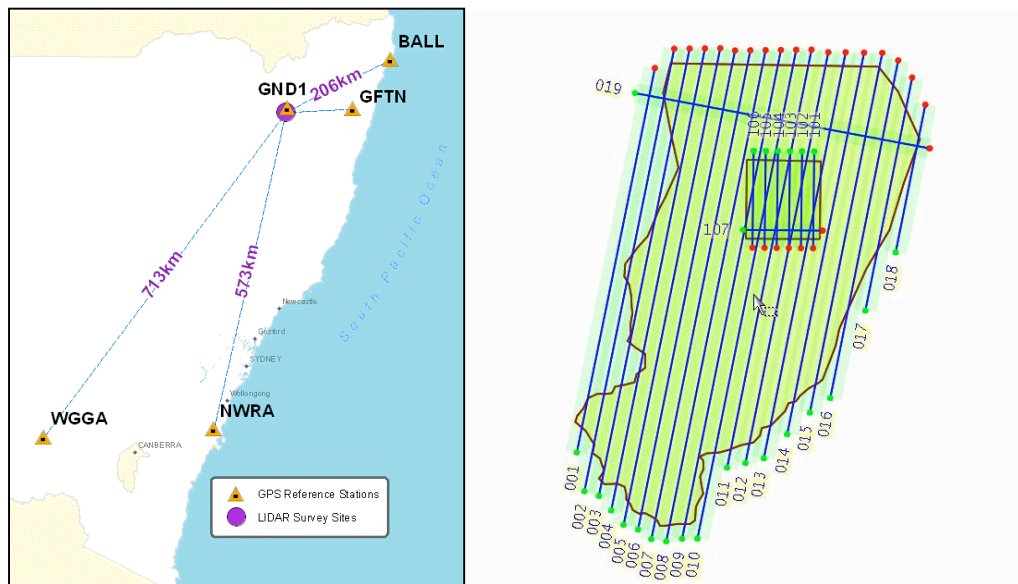 BALL
GND1
206km
GFTN
South Pacific Ocean
713km
573km
Newcastle
Gosford
SYDNEY
Wollongong
WGGA
NWRA
CANBERRA
GPS Reference Stations
LIDAR Survey Sites
019
106
105
104
103
102
101
107
018
017
016
015
014
013
012
011
001
002
003
004
005
006
007
008
009
010